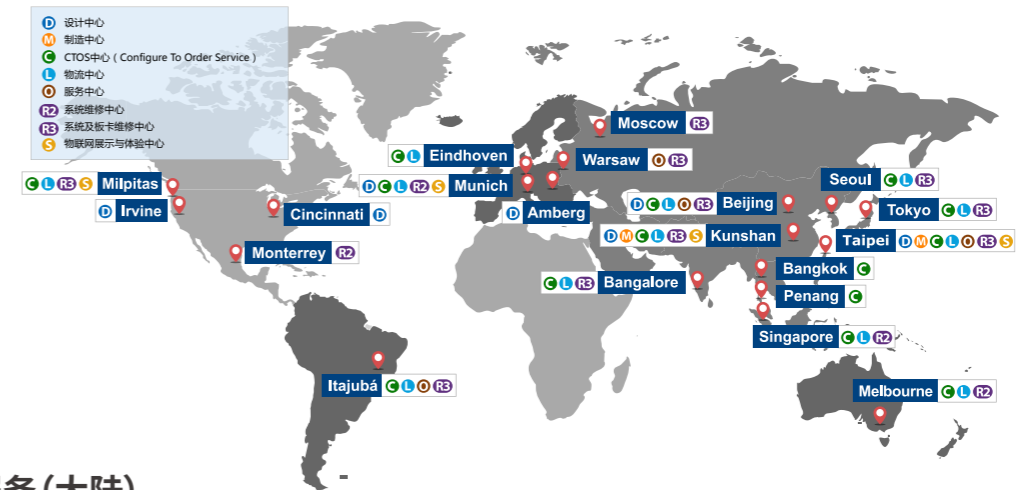 D 设计中心
M 制造中心
C CTOS中心 ( Configure To Order Service )
L 物流中心
O 服务中心
R2 系统维修中心
R3 系统及板卡维修中心
S 物联网展示与体验中心
Moscow R3
C L Eindhoven
Warsaw O R3
Seoul C L R3
C L R3 S Milpitas
D C L R2 S Munich
D Irvine
Cincinnati D
D Amberg
D C L O R3 Beijing
Tokyo C L R3
D M C L R3 S Kunshan
Taipei D M C L O R3 S
Monterrey R2
C L R3 Bangalore
Bangkok C
Penang C
Singapore C L R2
Itajubá C L O R3
Melbourne C L R2
(大陆)